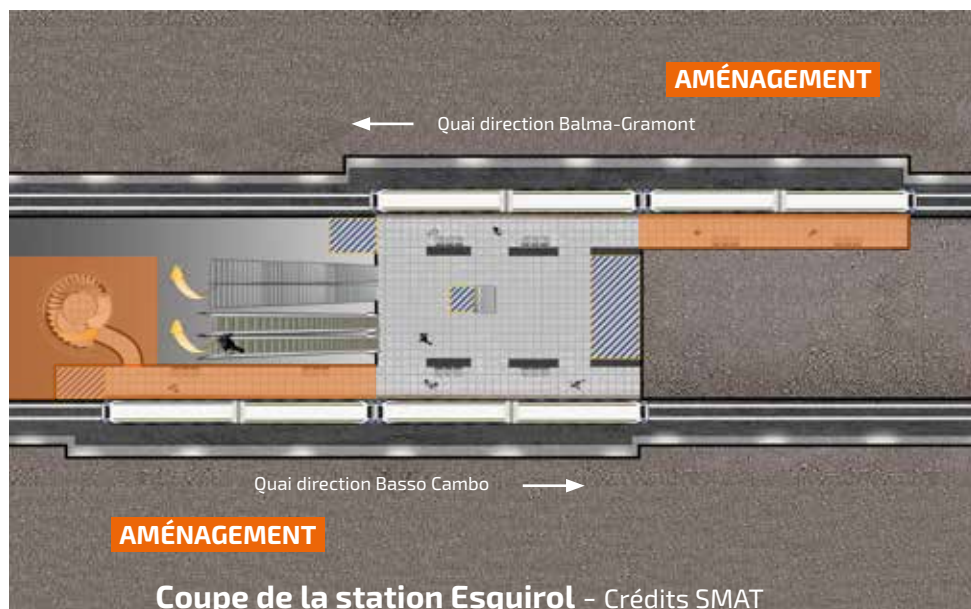 AMÉNAGEMENT
Quai direction Balma-Gramont
Quai direction Basso Cambo
AMÉNAGEMENT
Coupe de la station Esquirol - Crédits SMAT